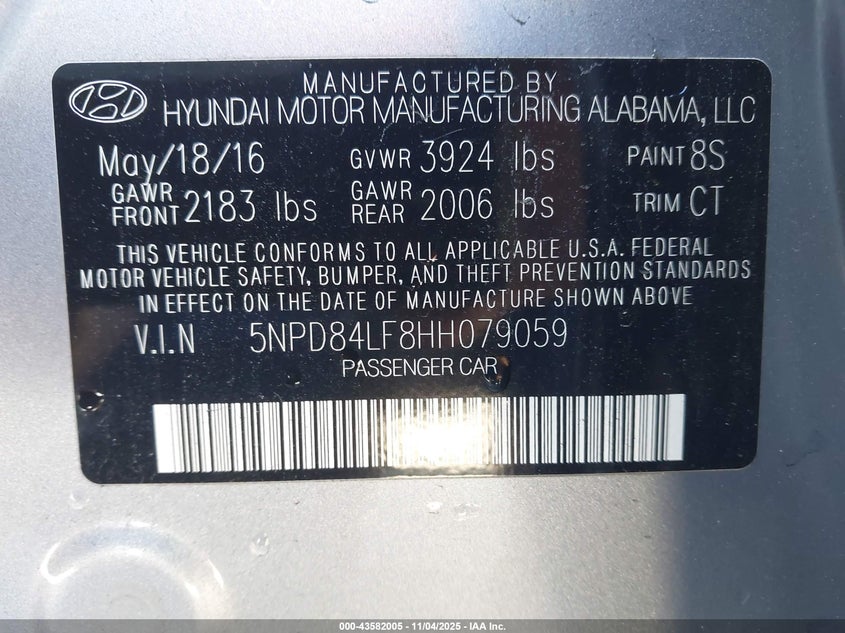 MANUFACTURED BY
HYUNDAI MOTOR MANUFACTURING ALABAMA, LLC
May/18/16 GVWR 3924 lbs PAINT 8S
GAWR FRONT 2183 lbs GAWR REAR 2006 lbs TRIM CT
THIS VEHICLE CONFORMS TO ALL APPLICABLE U.S.A. FEDERAL
MOTOR VEHICLE SAFETY, BUMPER, AND THEFT PREVENTION STANDARDS
IN EFFECT ON THE DATE OF MANUFACTURE SHOWN ABOVE
V.I.N 5NPD84LF8HH079059
PASSENGER CAR
000-43582005 - 11/04/2025 - IAA Inc.